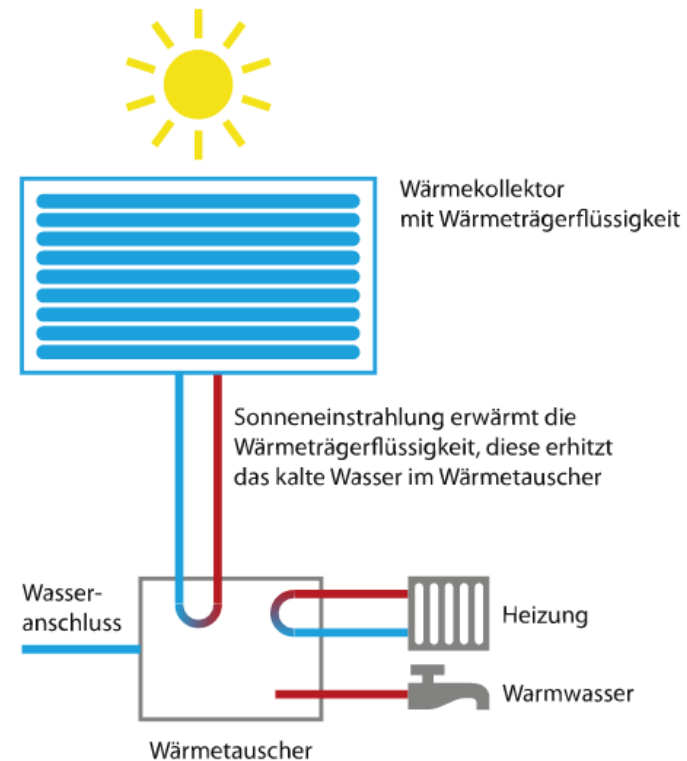 Wärmekollektor
mit Wärmeträgerflüssigkeit
Sonneneinstrahlung erwärmt die
Wärmeträgerflüssigkeit, diese erhitzt
das kalte Wasser im Wärmetauscher
Wasser-
anschluss
Heizung
Warmwasser
Wärmetauscher